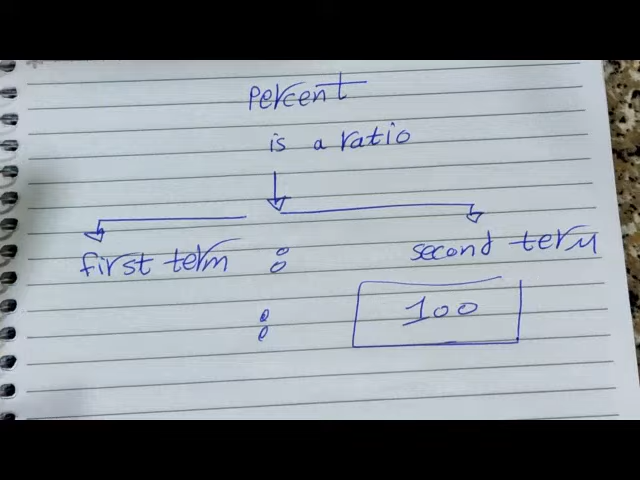 percent
is a ratio
first term : second term
: 100